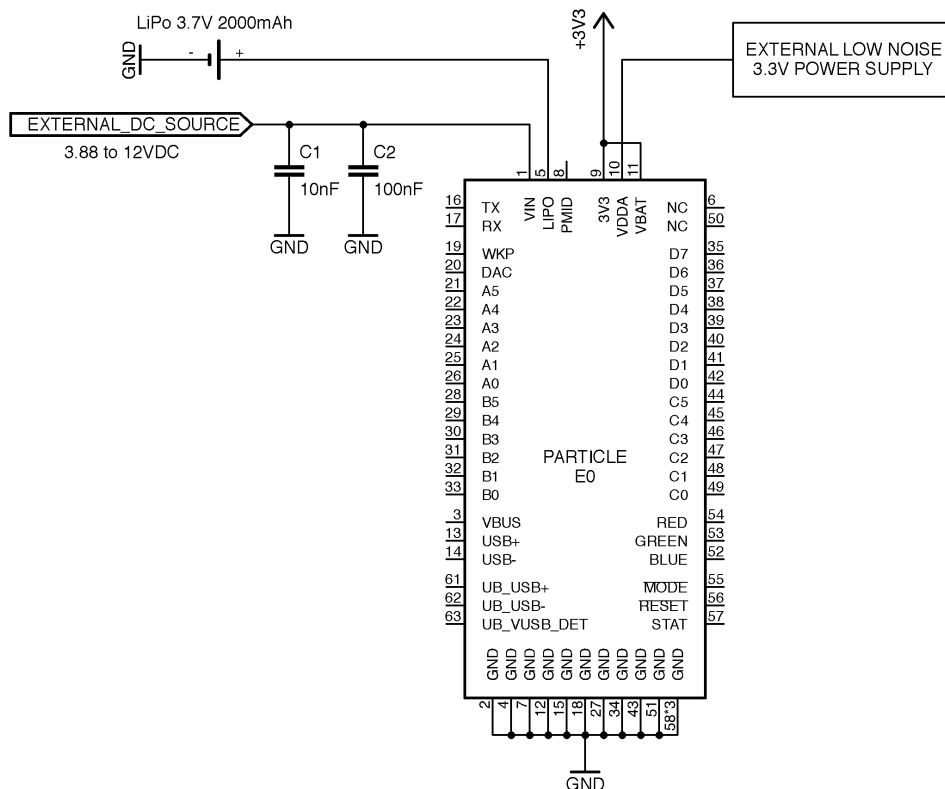 LiPo 3.7V 2000mAh
GND
-
+
+3V3
EXTERNAL LOW NOISE
3.3V POWER SUPPLY
EXTERNAL_DC_SOURCE
3.88 to 12VDC
C1
10nF
GND
C2
100nF
GND
1 5 8 9 10 11
VIN LIPO PMID 3V3 VDDA VBAT
16 TX
17 RX
19 WKP
20 DAC
21 A5
22 A4
23 A3
24 A2
25 A1
26 A0
28 B5
29 B4
30 B3
31 B2
32 B1
33 B0
3 VBUS
13 USB+
14 USB-
61 UB_USB+
62 UB_USB-
63 UB_VUSB_DET
PARTICLE
E0
NC 6
NC 50
D7 35
D6 36
D5 37
D4 38
D3 39
D2 40
D1 41
D0 42
C5 44
C4 45
C3 46
C2 47
C1 48
C0 49
RED 54
GREEN 53
BLUE 52
MODE 55
RESET 56
STAT 57
GND GND GND GND GND GND GND GND GND GND GND
2 4 7 12 15 18 27 34 43 51 58*3
GND